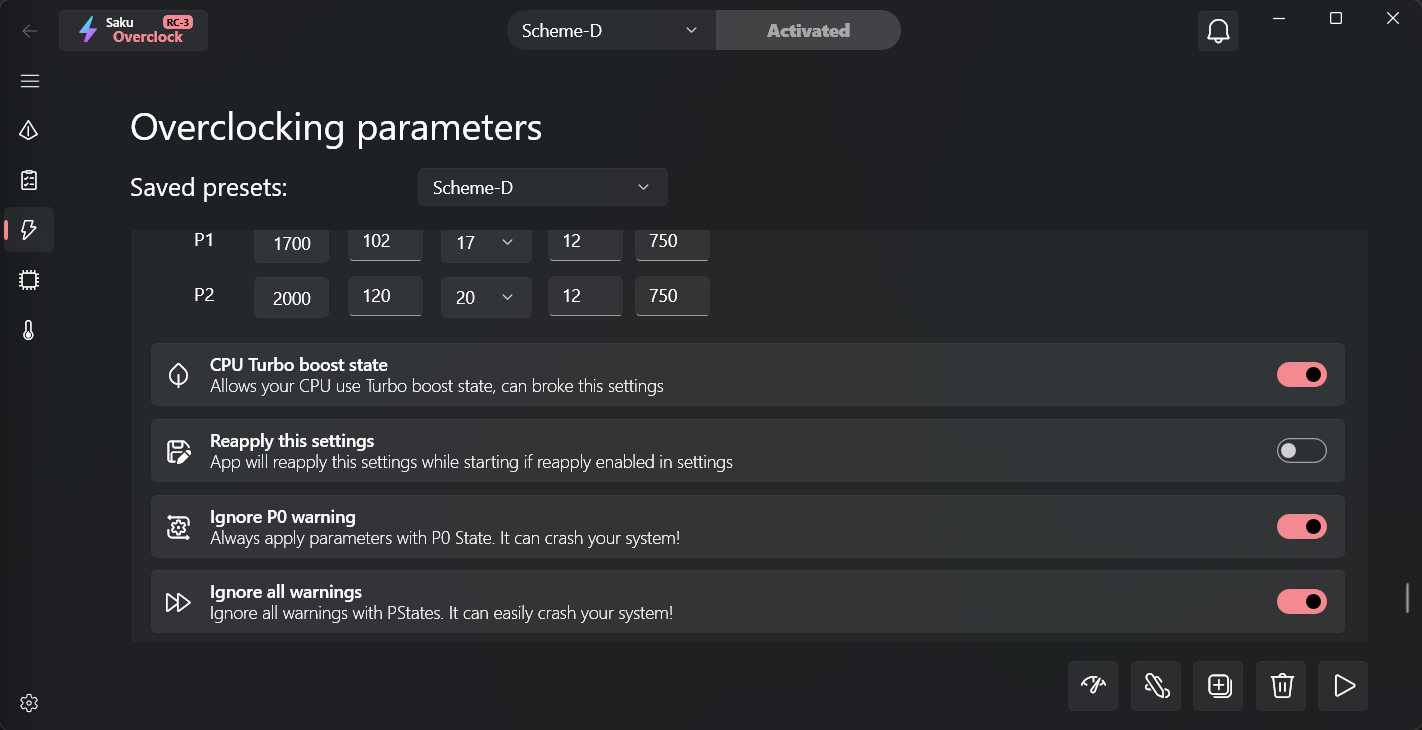 Saku RC-3
Overclock
Scheme-D
Activated
Overclocking parameters
Saved presets:
Scheme-D
P1 1700 102 17 12 750
P2 2000 120 20 12 750
CPU Turbo boost state
Allows your CPU use Turbo boost state, can broke this settings
Reapply this settings
App will reapply this settings while starting if reapply enabled in settings
Ignore P0 warning
Always apply parameters with P0 State. It can crash your system!
Ignore all warnings
Ignore all warnings with PStates. It can easily crash your system!